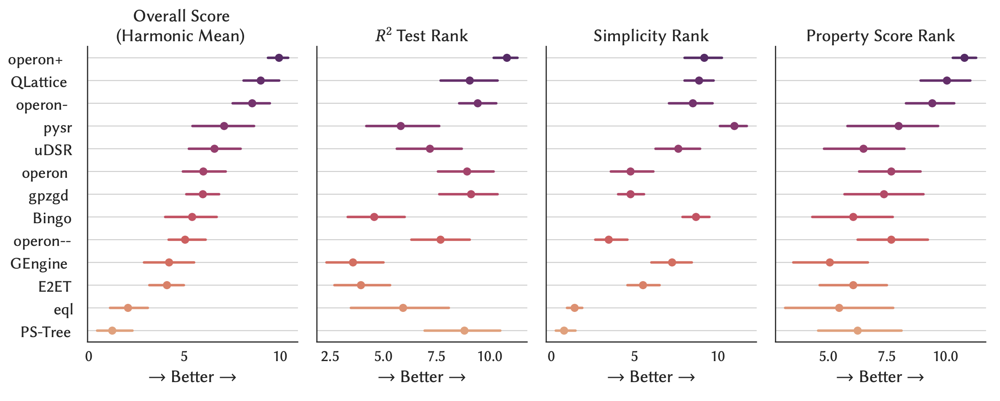 Overall Score
(Harmonic Mean)
R² Test Rank
Simplicity Rank
Property Score Rank
operon+
QLattice
operon-
pysr
uDSR
operon
gpzgd
Bingo
operon--
GEngine
E2ET
eql
PS-Tree
0 5 10
2.5 5.0 7.5 10.0
0 5 10
5.0 7.5 10.0
→ Better →
→ Better →
→ Better →
→ Better →